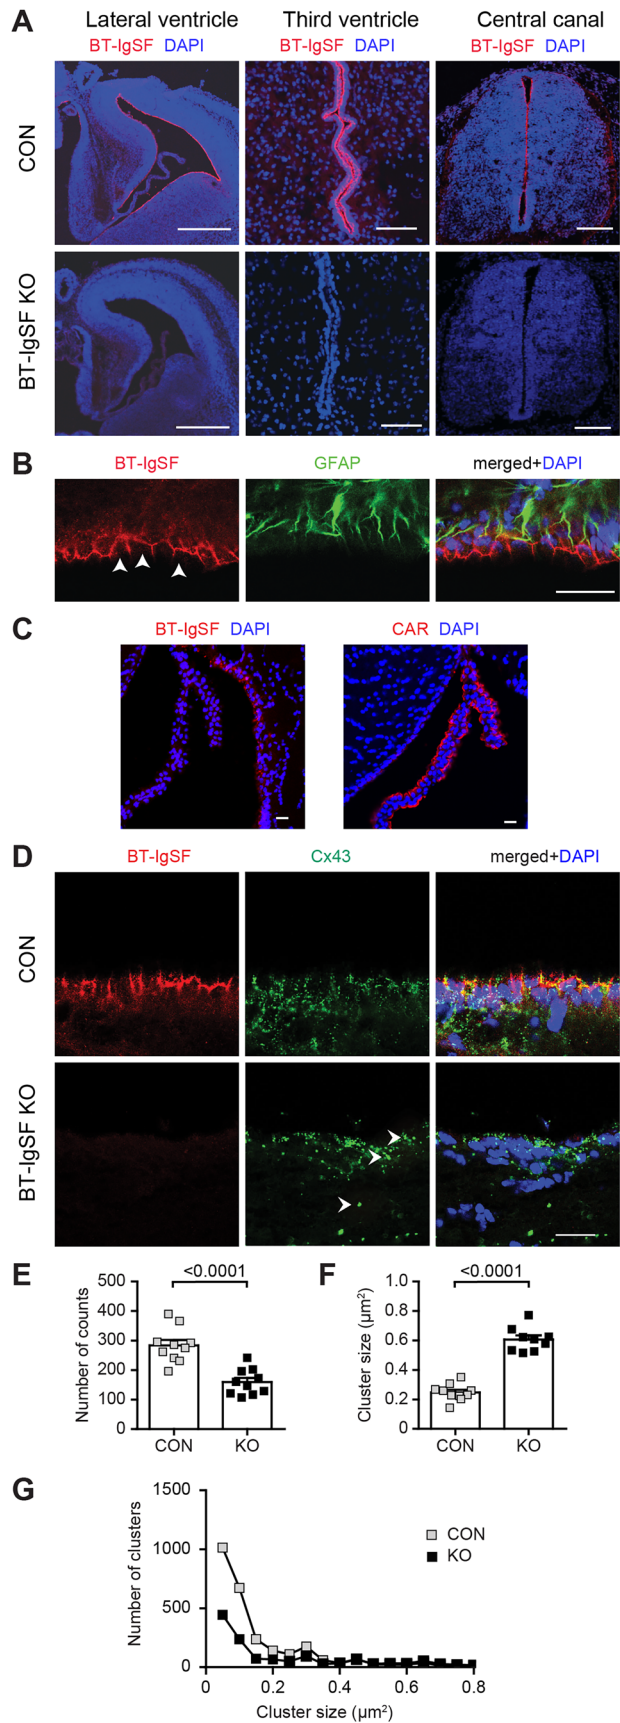 A
Lateral ventricle Third ventricle Central canal
BT-IgSF DAPI BT-IgSF DAPI BT-IgSF DAPI
CON
BT-IgSF KO
B
BT-IgSF GFAP merged+DAPI
C
BT-IgSF DAPI CAR DAPI
D
BT-IgSF Cx43 merged+DAPI
CON
BT-IgSF KO
E
<0.0001
Number of counts
500
400
300
200
100
0
CON KO
F
<0.0001
Cluster size (µm²)
1.0
0.8
0.6
0.4
0.2
0
CON KO
G
Number of clusters
1500
1000
500
0
CON
KO
0 0.2 0.4 0.6 0.8
Cluster size (µm²)